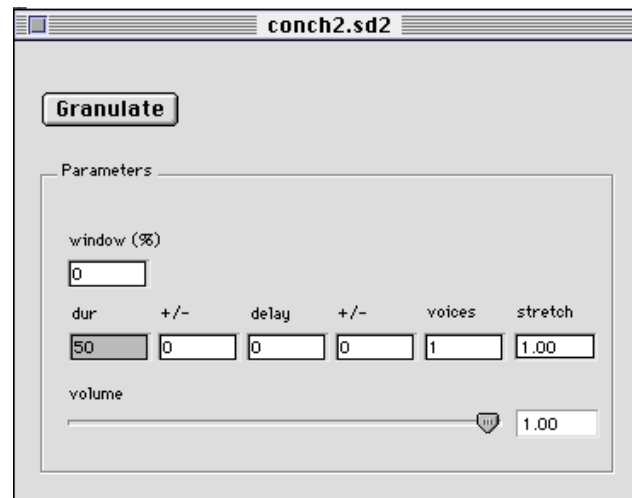 conch2.sd2
Granulate
Parameters
window (%)
0
dur +/- delay +/- voices stretch
50 0 0 0 1 1.00
volume
1.00